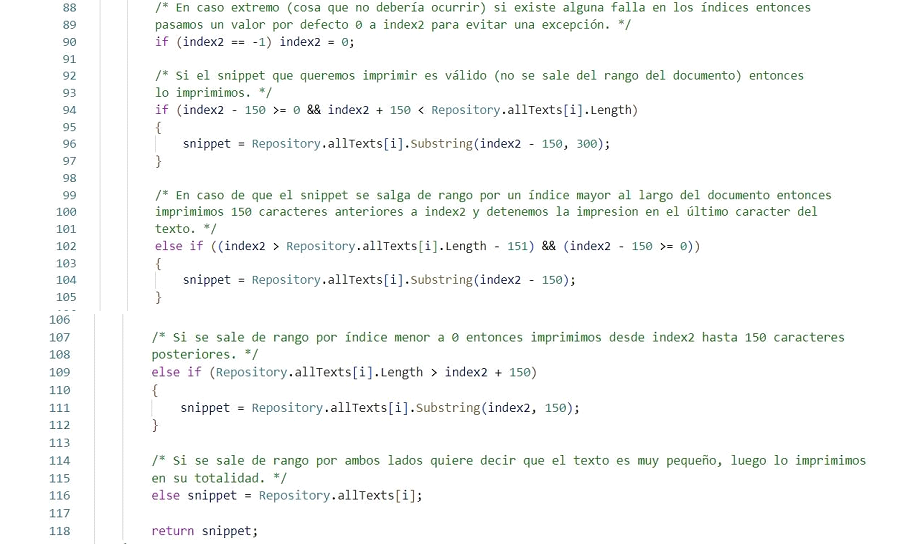 88 /* En caso extremo (cosa que no debería ocurrir) si existe alguna falla en los índices entonces
89 pasamos un valor por defecto 0 a index2 para evitar una excepción. */
90 if (index2 == -1) index2 = 0;
91
92 /* Si el snippet que queremos imprimir es válido (no se sale del rango del documento) entonces
93 lo imprimimos. */
94 if (index2 - 150 >= 0 && index2 + 150 < Repository.allTexts[i].Length)
95 {
96 snippet = Repository.allTexts[i].Substring(index2 - 150, 300);
97 }
98
99 /* En caso de que el snippet se salga de rango por un índice mayor al largo del documento entonces
100 imprimimos 150 caracteres anteriores a index2 y detenemos la impresion en el último caracter del
101 texto. */
102 else if ((index2 > Repository.allTexts[i].Length - 151) && (index2 - 150 >= 0))
103 {
104 snippet = Repository.allTexts[i].Substring(index2 - 150);
105 }
106
107 /* Si se sale de rango por índice menor a 0 entonces imprimimos desde index2 hasta 150 caracteres
108 posteriores. */
109 else if (Repository.allTexts[i].Length > index2 + 150)
110 {
111 snippet = Repository.allTexts[i].Substring(index2, 150);
112 }
113
114 /* Si se sale de rango por ambos lados quiere decir que el texto es muy pequeño, luego lo imprimimos
115 en su totalidad. */
116 else snippet = Repository.allTexts[i];
117
118 return snippet;